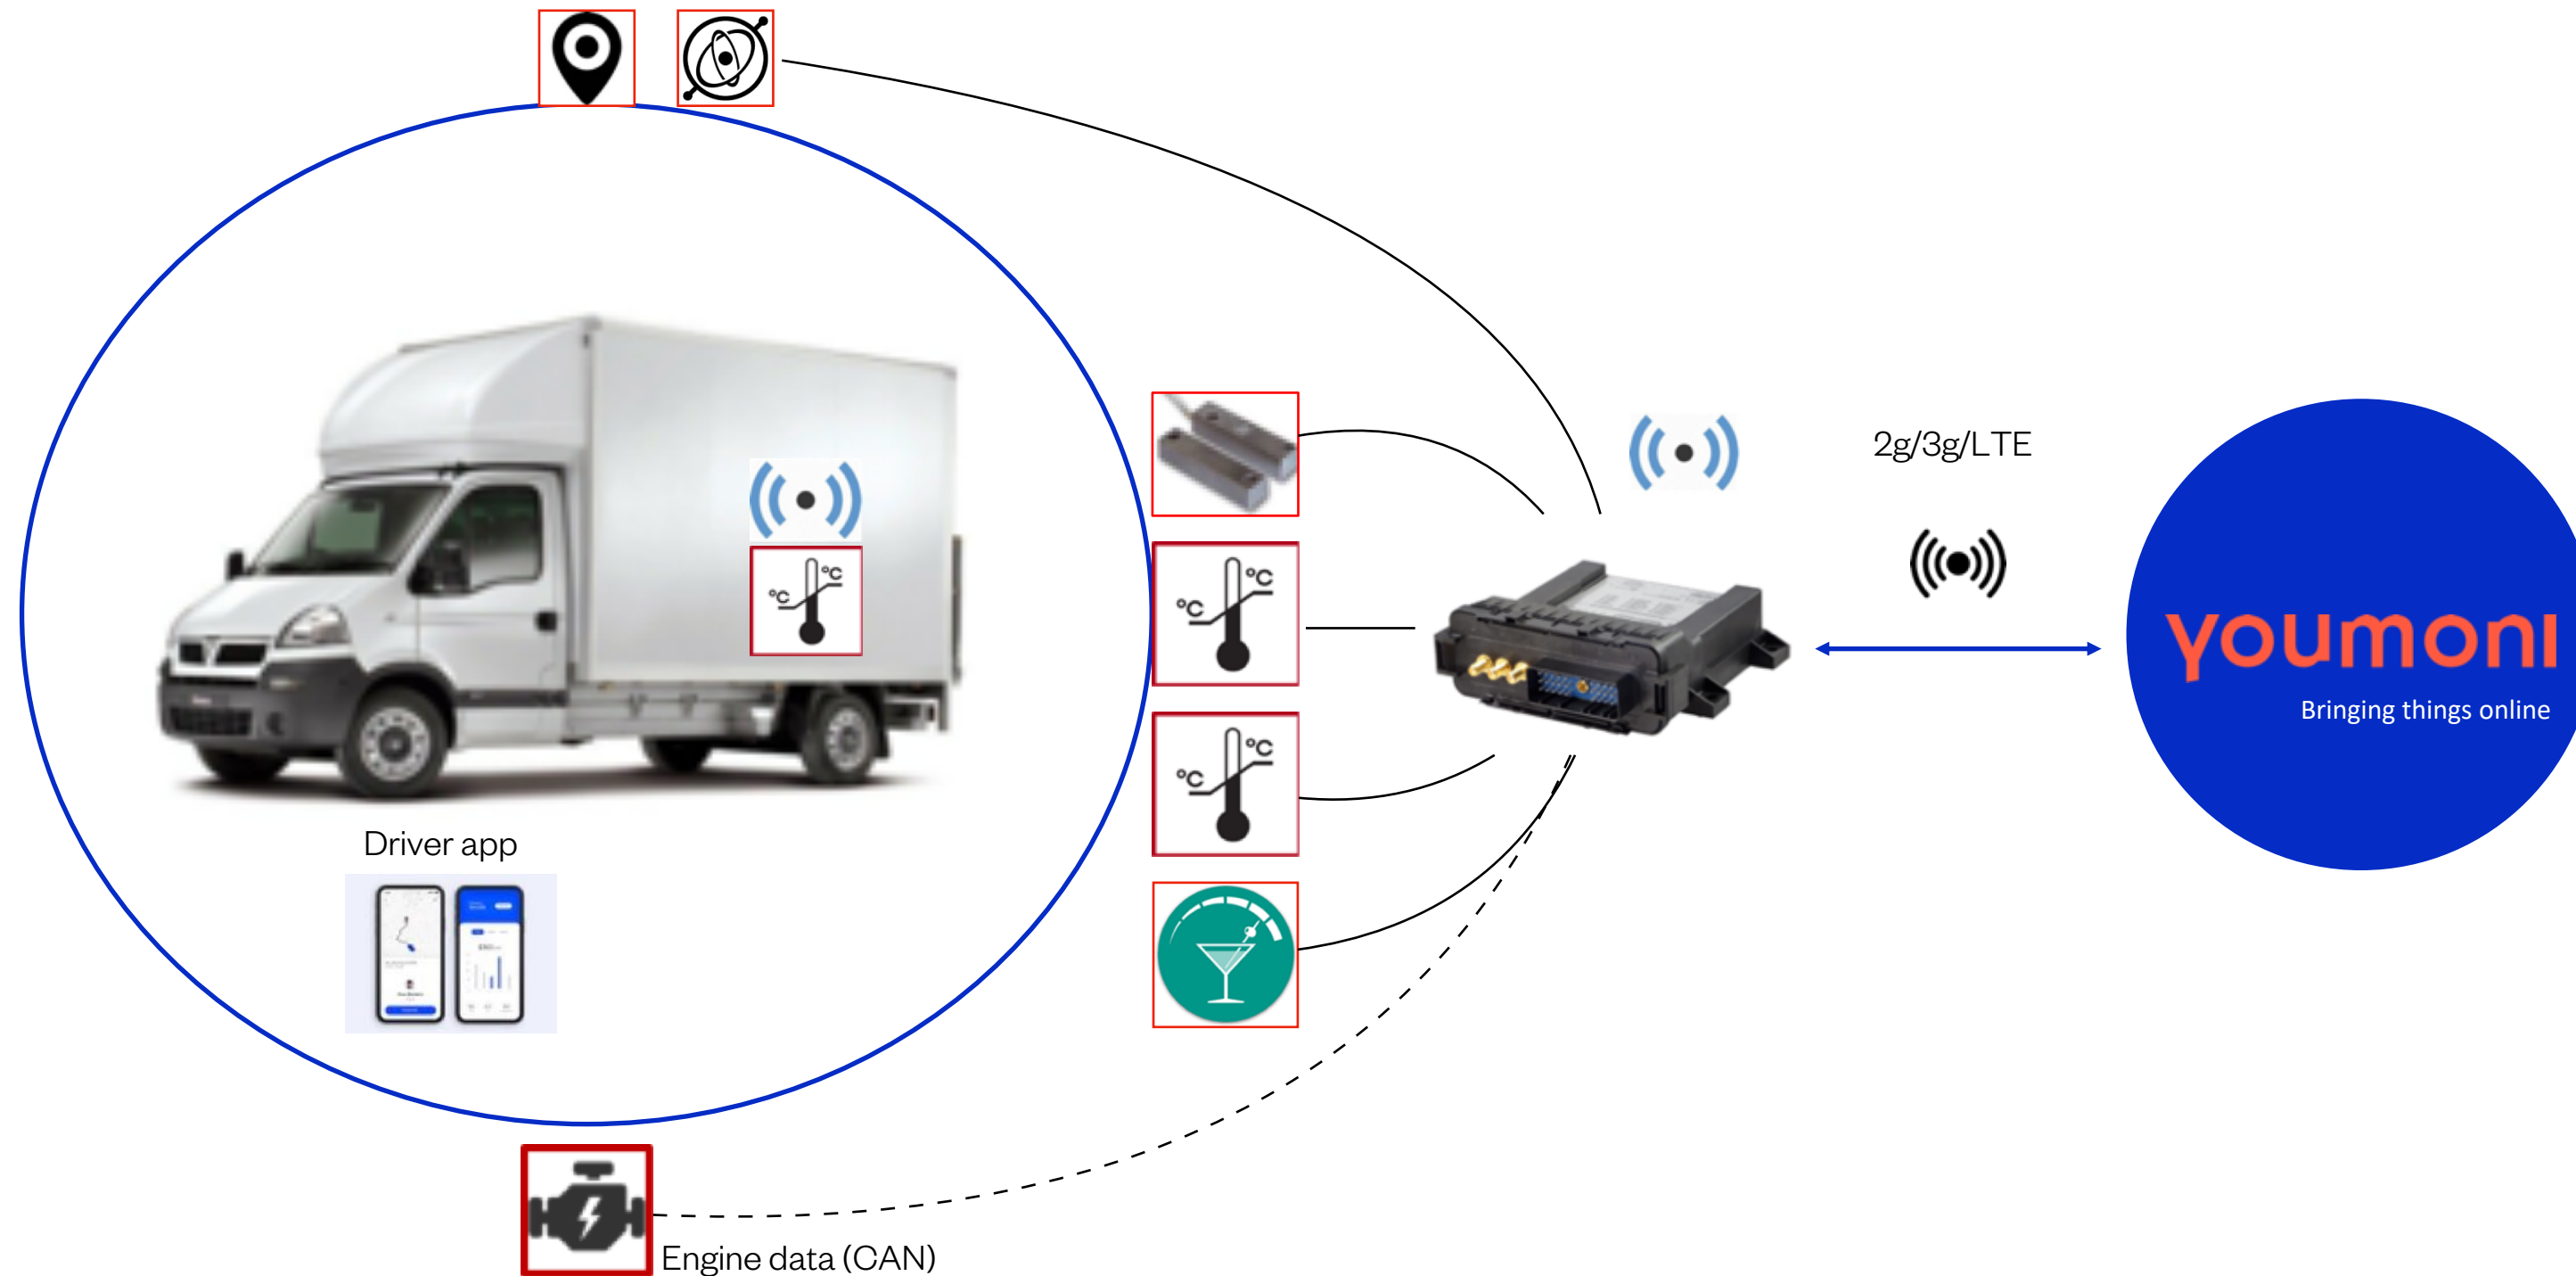 °C
°C
2g/3g/LTE
°C
°C
youmoni
Bringing things online
°C
°C
Driver app
Engine data (CAN)